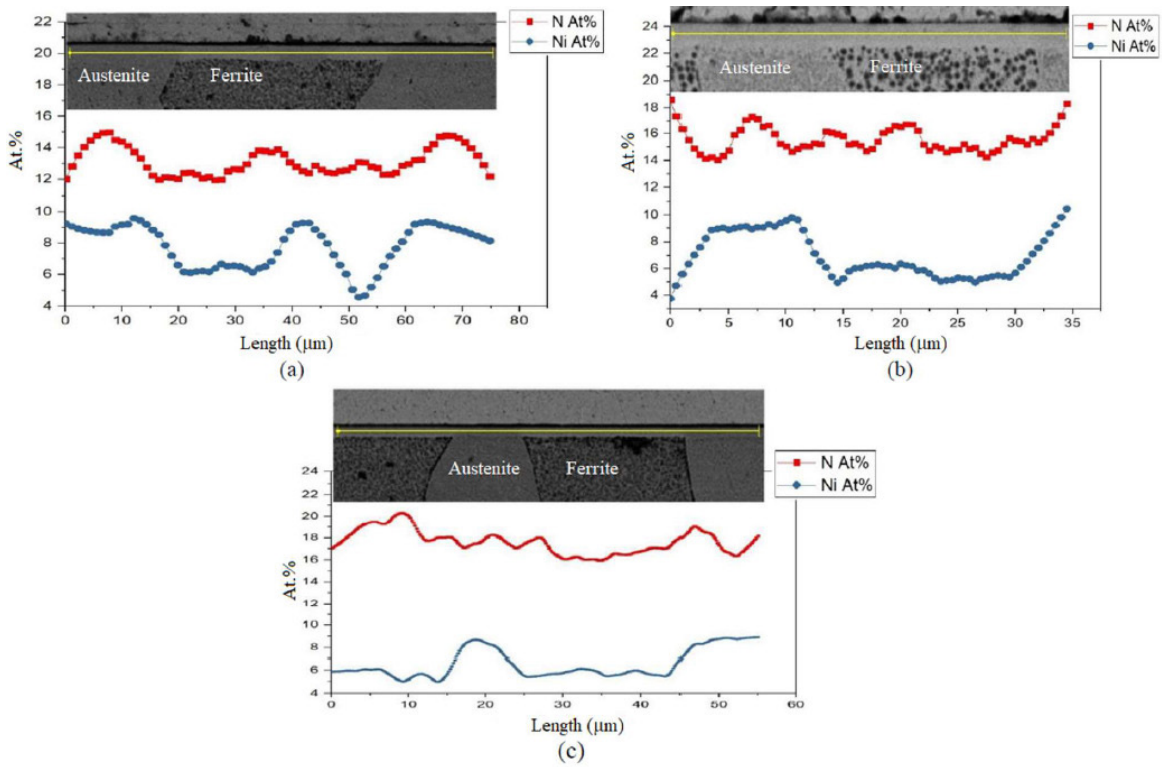 22
20
18
16
14
12
10
8
6
4
At.%
0 10 20 30 40 50 60 70 80
Length (μm)
Austenite Ferrite
N At%
Ni At%
(a)
24
22
20
18
16
14
12
10
8
6
4
At.%
0 5 10 15 20 25 30 35
Length (μm)
Austenite Ferrite
N At%
Ni At%
(b)
24
22
20
18
16
14
12
10
8
6
4
At.%
0 10 20 30 40 50 60
Length (μm)
Austenite Ferrite
N At%
Ni At%
(c)